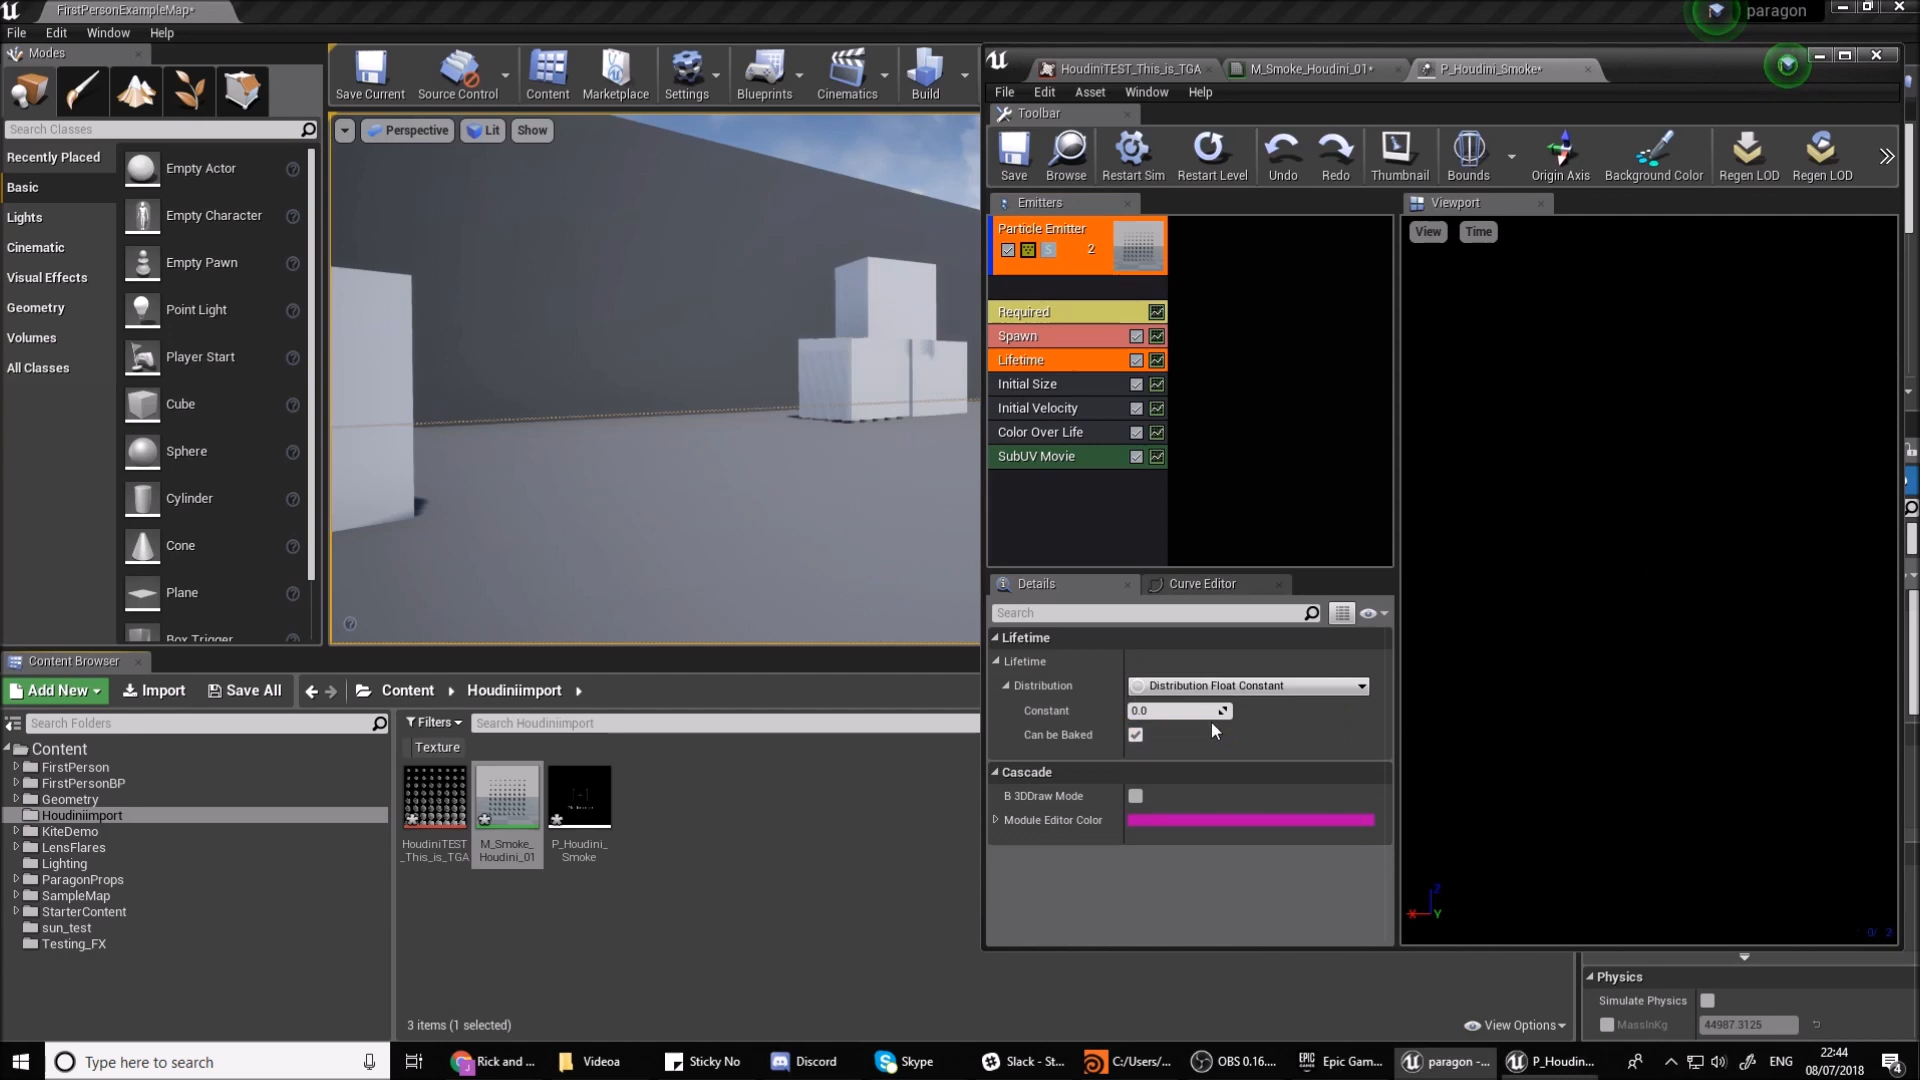 FirstPersonExampleMap*
paragon
File Edit Window Help
Modes
Search Classes
Recently Placed
Basic
Lights
Cinematic
Visual Effects
Geometry
Volumes
All Classes
Empty Actor
Empty Character
Empty Pawn
Point Light
Player Start
Cube
Sphere
Cylinder
Cone
Plane
Box Trigger
Save Current
Source Control
Content
Marketplace
Settings
Blueprints
Cinematics
Build
Perspective
Lit
Show
HoudiniTEST_This_is_TGA
M_Smoke_Houdini_01*
P_Houdini_Smoke*
File Edit Asset Window Help
Toolbar
Save
Browse
Restart Sim
Restart Level
Undo
Redo
Thumbnail
Bounds
Origin Axis
Background Color
Regen LOD
Regen LOD
Emitters
Viewport
View
Time
Particle Emitter
2
Required
Spawn
Lifetime
Initial Size
Initial Velocity
Color Over Life
SubUV Movie
Details
Curve Editor
Search
Lifetime
Lifetime
Distribution
Distribution Float Constant
Constant
0.0
Can be Baked
Cascade
B 3DDraw Mode
Module Editor Color
Z
X
Y
0/ 2
Content Browser
Add New
Import
Save All
Content
Houdiniimport
Search Folders
Filters
Search Houdiniimport
Texture
Content
FirstPerson
FirstPersonBP
Geometry
Houdiniimport
KiteDemo
LensFlares
Lighting
ParagonProps
SampleMap
StarterContent
sun_test
Testing_FX
HoudiniTEST
_This_is_TGA
M_Smoke_
Houdini_01
P_Houdini_
Smoke
3 items (1 selected)
View Options
Physics
Simulate Physics
MassInKg
44987.3125
Type here to search
Rick and ...
Videoa
Sticky No
Discord
Skype
Slack - St...
C:/Users/...
OBS 0.16....
Epic Gam...
paragon -...
P_Houdin...
ENG
22:44
08/07/2018
4